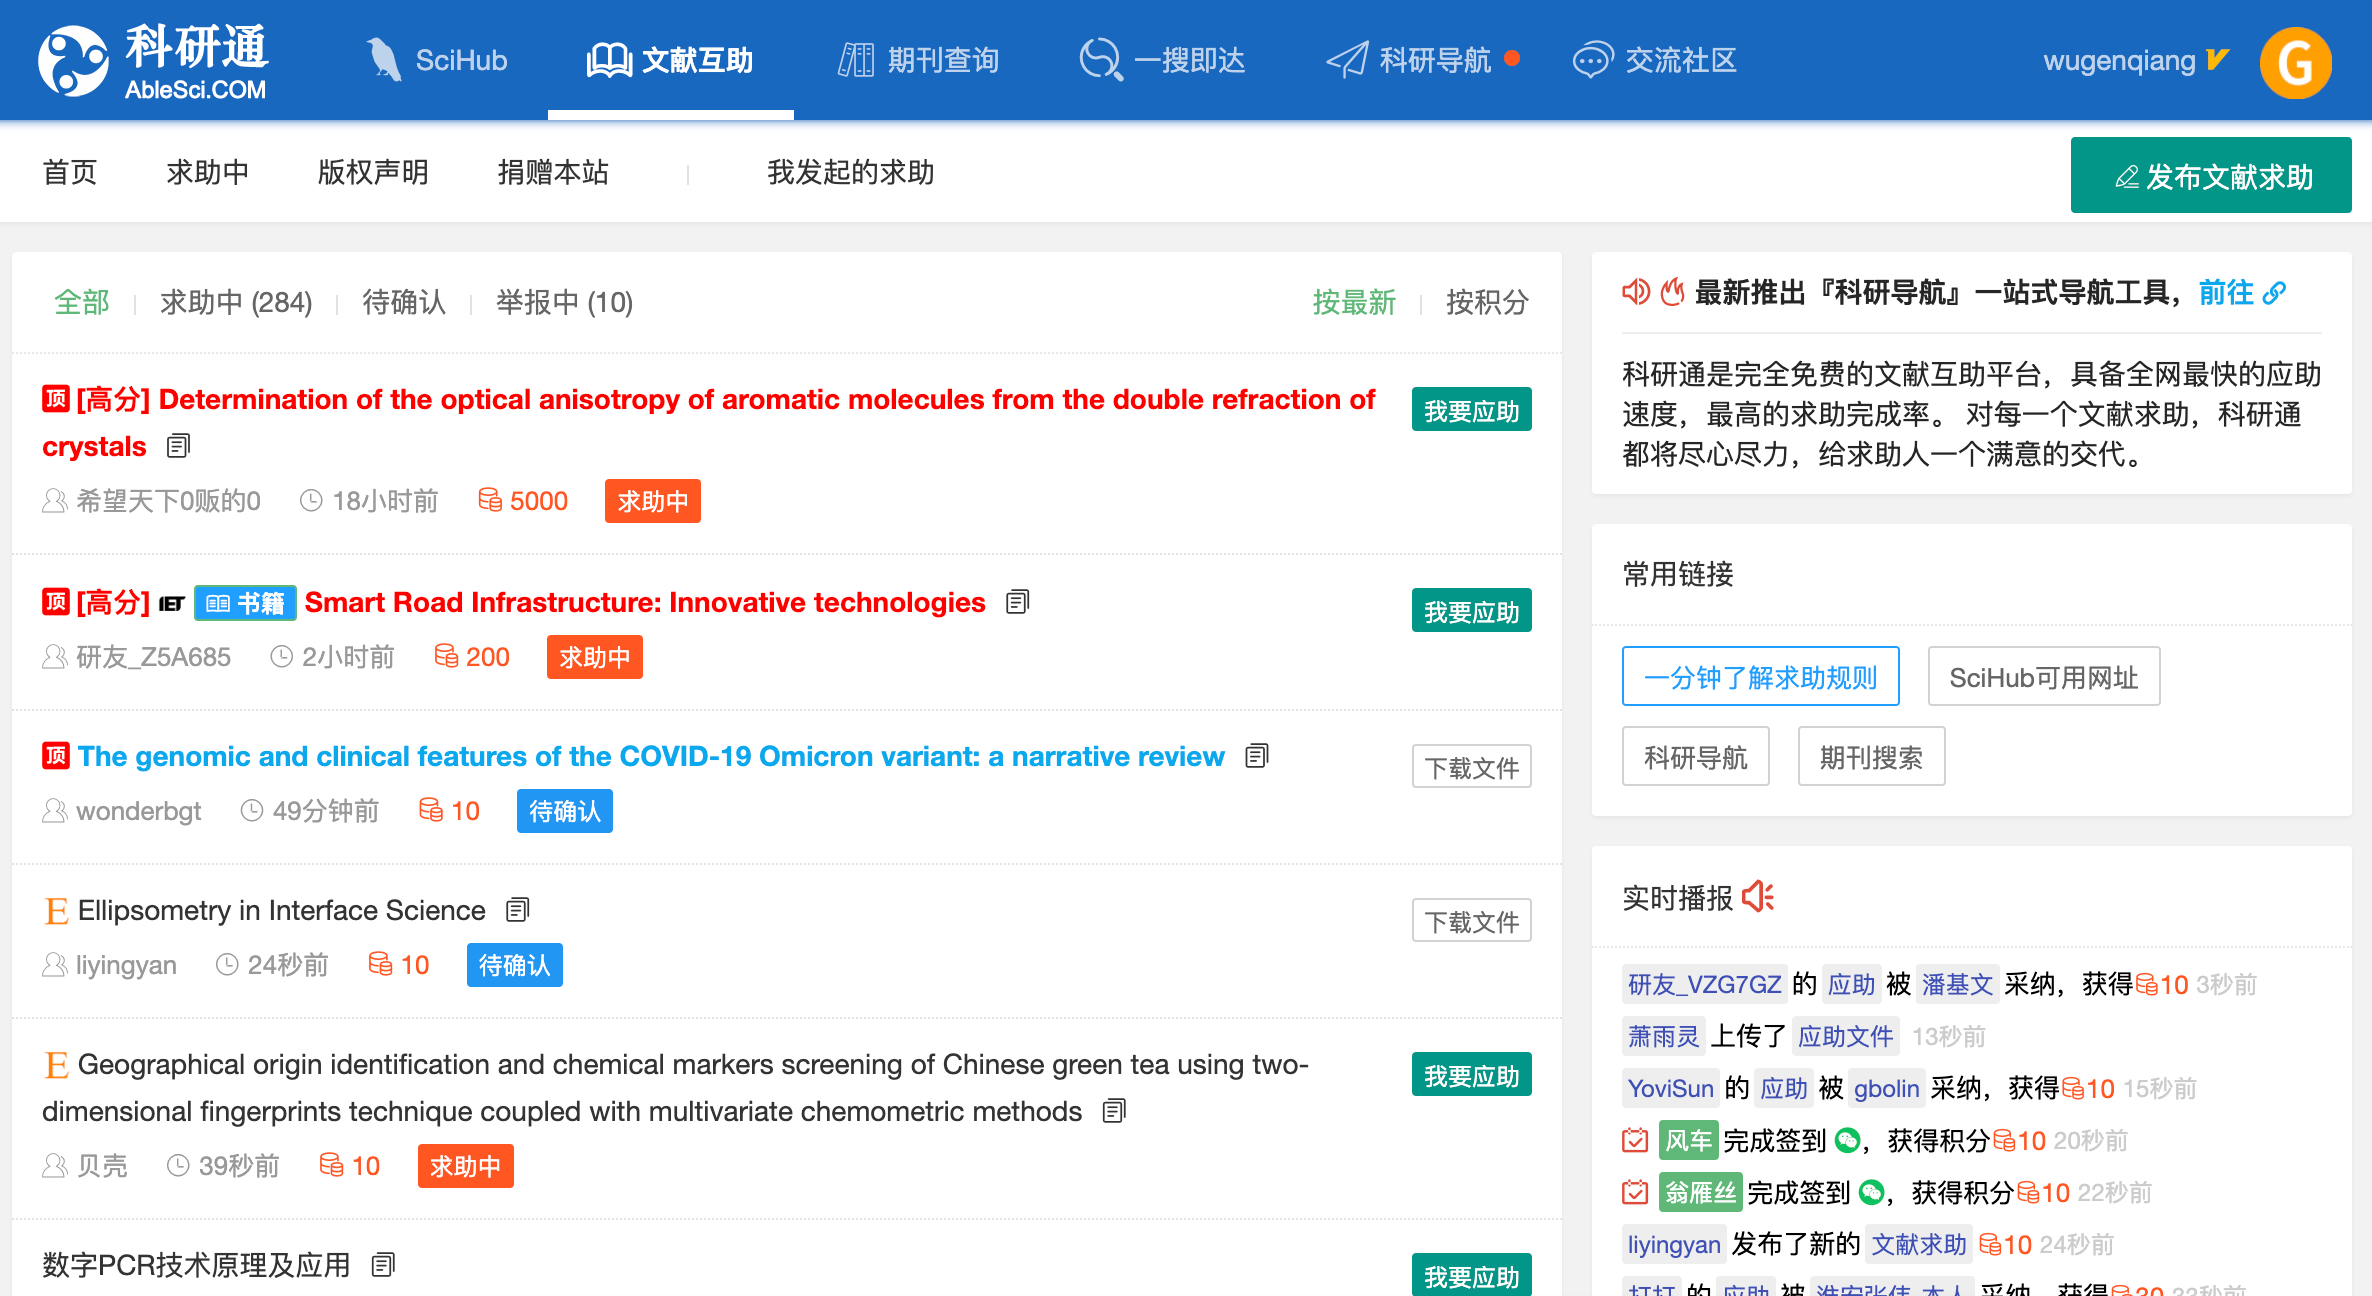 科研通
AbleSci.COM
SciHub
文献互助
期刊查询
一搜即达
科研导航
交流社区
wugenqiang
G
首页
求助中
版权声明
捐赠本站
我发起的求助
发布文献求助
全部
求助中 (284)
待确认
举报中 (10)
按最新
按积分
顶 [高分] Determination of the optical anisotropy of aromatic molecules from the double refraction of
crystals
我要应助
希望天下0贩的0 18小时前 5000 求助中
顶 [高分] IET 书籍 Smart Road Infrastructure: Innovative technologies
我要应助
研友_Z5A685 2小时前 200 求助中
顶 The genomic and clinical features of the COVID-19 Omicron variant: a narrative review
下载文件
wonderbgt 49分钟前 10 待确认
E Ellipsometry in Interface Science
下载文件
liyingyan 24秒前 10 待确认
E Geographical origin identification and chemical markers screening of Chinese green tea using two-
dimensional fingerprints technique coupled with multivariate chemometric methods
我要应助
贝壳 39秒前 10 求助中
数字PCR技术原理及应用
我要应助
最新推出『科研导航』一站式导航工具，前往
科研通是完全免费的文献互助平台，具备全网最快的应助
速度，最高的求助完成率。 对每一个文献求助，科研通
都将尽心尽力，给求助人一个满意的交代。
常用链接
一分钟了解求助规则
SciHub可用网址
科研导航
期刊搜索
实时播报
研友_VZG7GZ 的 应助 被 潘基文 采纳，获得10 3秒前
萧雨灵 上传了 应助文件 13秒前
YoviSun 的 应助 被 gbolin 采纳，获得10 15秒前
风车 完成签到，获得积分10 20秒前
翁雁丝 完成签到，获得积分10 22秒前
liyingyan 发布了新的 文献求助 10 24秒前
打打 的 应助 被 淮安张伟-本人 采纳，获得20